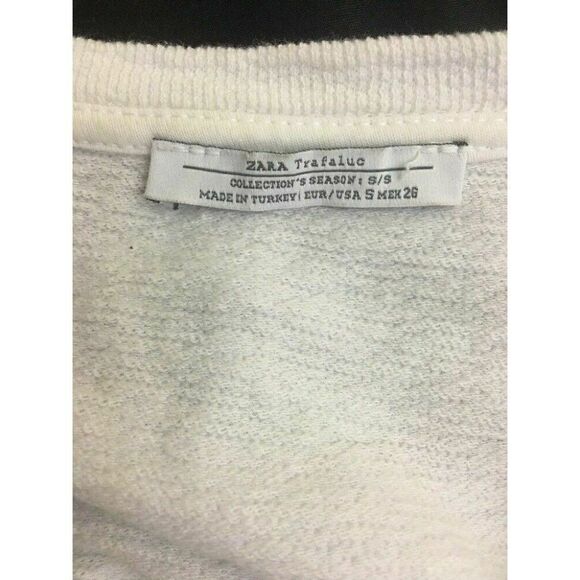 ZARA Trafaluc
COLLECTION'S SEASON: S/S
MADE IN TURKEY| EUR/USA S MEX 26